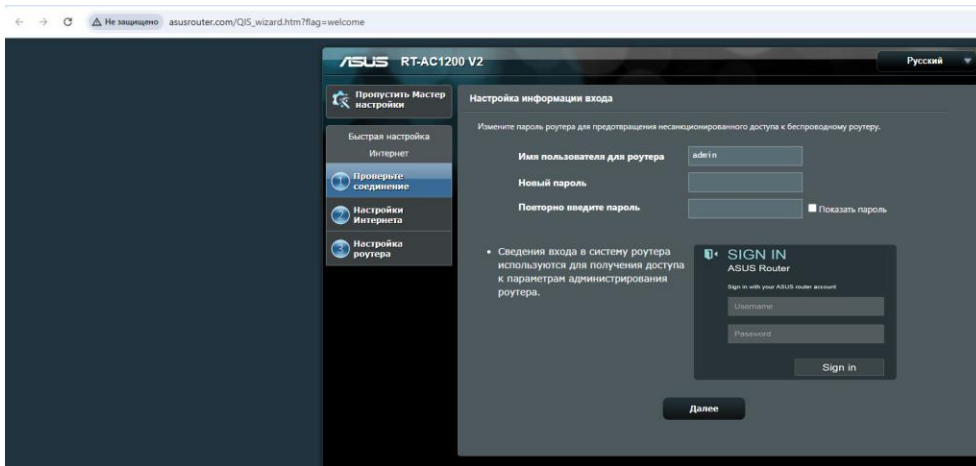 Не защищено asusrouter.com/QIS_wizard.htm?flag=welcome
ASUS RT-AC1200 V2
Русский
Пропустить Мастер
настройки
Быстрая настройка
Интернет
1 Проверьте
соединение
2 Настройки
Интернета
3 Настройка
роутера
Настройка информации входа
Измените пароль роутера для предотвращения несанкционированного доступа к беспроводному роутеру.
Имя пользователя для роутера admin
Новый пароль
Повторно введите пароль Показать пароль
• Сведения входа в систему роутера
используются для получения доступа
к параметрам администрирования
роутера.
SIGN IN
ASUS Router
Sign in with your ASUS router account
Username
Password
Sign in
Далее